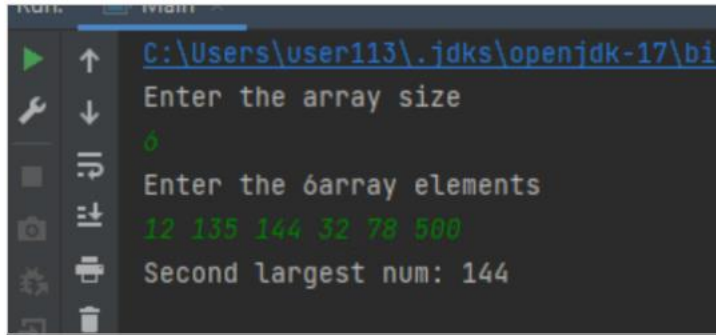 Run: Main ×
C:\Users\user113\.jdks\openjdk-17\bi
Enter the array size
6
Enter the 6array elements
12 135 144 32 78 500
Second largest num: 144